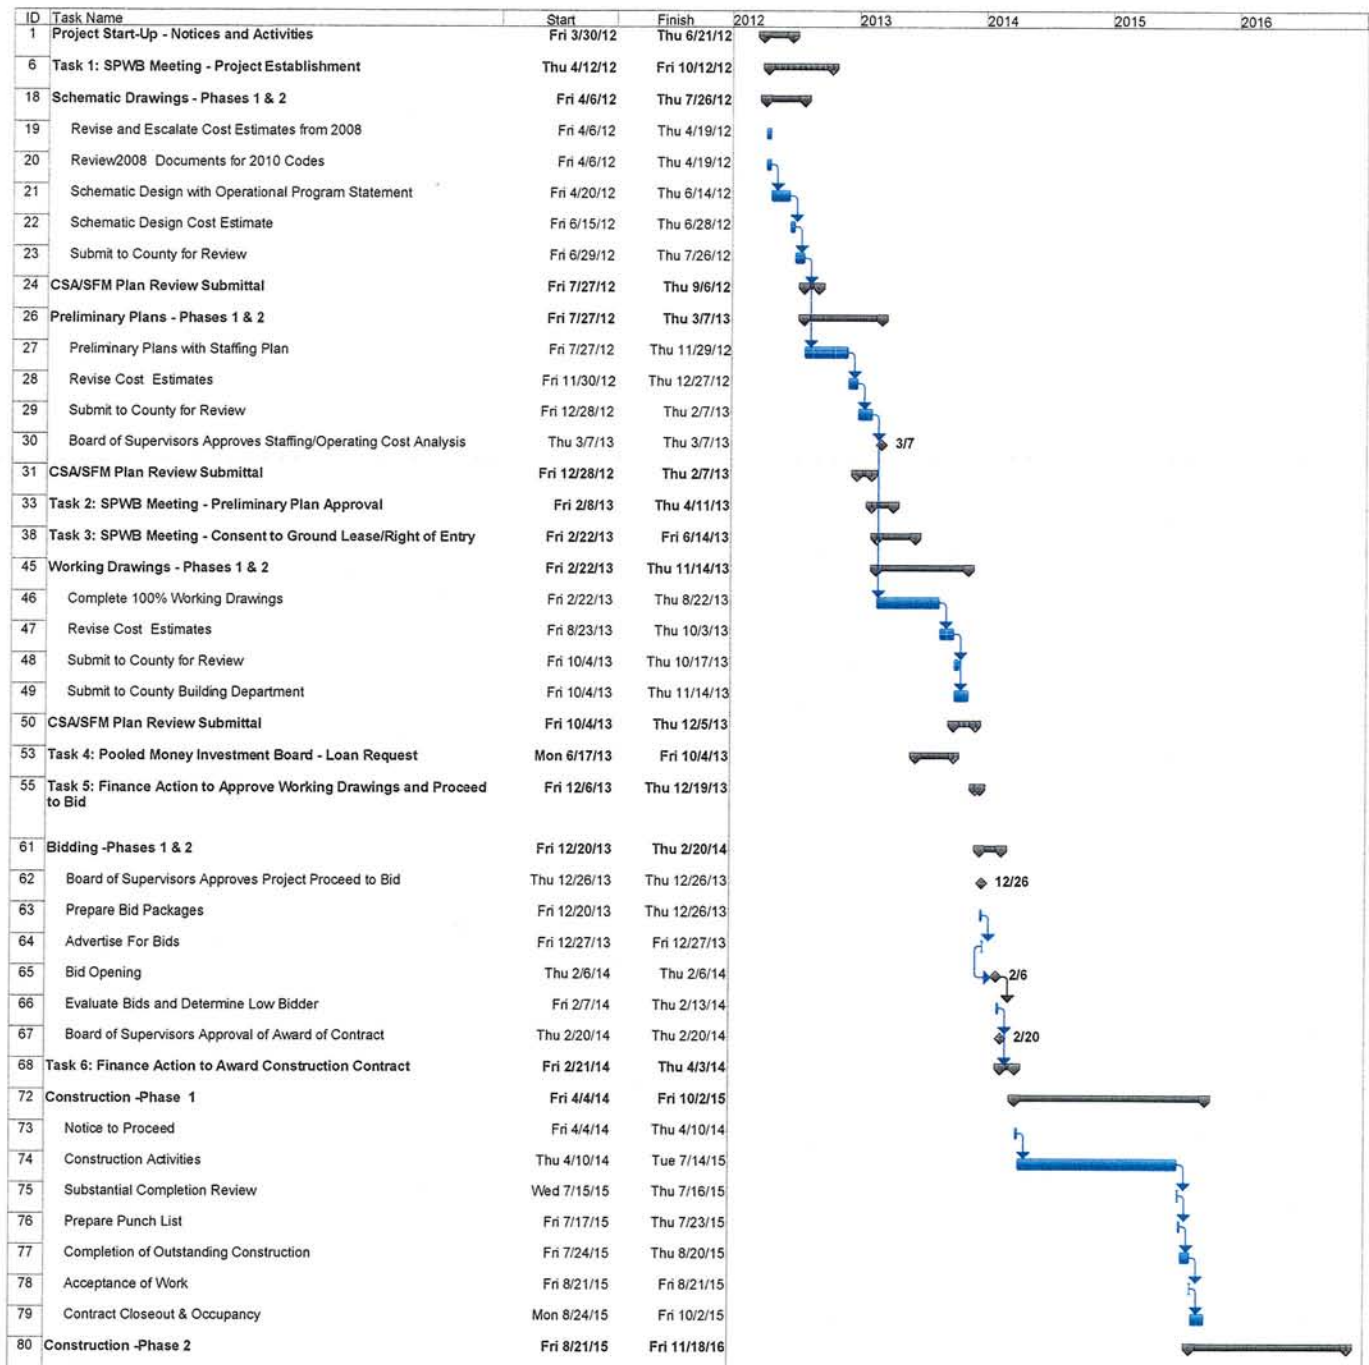 ID Task Name Start Finish 2012 2013 2014 2015 2016
1 Project Start-Up - Notices and Activities Fri 3/30/12 Thu 6/21/12
6 Task 1: SPWB Meeting - Project Establishment Thu 4/12/12 Fri 10/12/12
18 Schematic Drawings - Phases 1 & 2 Fri 4/6/12 Thu 7/26/12
19 Revise and Escalate Cost Estimates from 2008 Fri 4/6/12 Thu 4/19/12
20 Review2008 Documents for 2010 Codes Fri 4/6/12 Thu 4/19/12
21 Schematic Design with Operational Program Statement Fri 4/20/12 Thu 6/14/12
22 Schematic Design Cost Estimate Fri 6/15/12 Thu 6/28/12
23 Submit to County for Review Fri 6/29/12 Thu 7/26/12
24 CSA/SFM Plan Review Submittal Fri 7/27/12 Thu 9/6/12
26 Preliminary Plans - Phases 1 & 2 Fri 7/27/12 Thu 3/7/13
27 Preliminary Plans with Staffing Plan Fri 7/27/12 Thu 11/29/12
28 Revise Cost Estimates Fri 11/30/12 Thu 12/27/12
29 Submit to County for Review Fri 12/28/12 Thu 2/7/13
30 Board of Supervisors Approves Staffing/Operating Cost Analysis Thu 3/7/13 Thu 3/7/13 3/7
31 CSA/SFM Plan Review Submittal Fri 12/28/12 Thu 2/7/13
33 Task 2: SPWB Meeting - Preliminary Plan Approval Fri 2/8/13 Thu 4/11/13
38 Task 3: SPWB Meeting - Consent to Ground Lease/Right of Entry Fri 2/22/13 Fri 6/14/13
45 Working Drawings - Phases 1 & 2 Fri 2/22/13 Thu 11/14/13
46 Complete 100% Working Drawings Fri 2/22/13 Thu 8/22/13
47 Revise Cost Estimates Fri 8/23/13 Thu 10/3/13
48 Submit to County for Review Fri 10/4/13 Thu 10/17/13
49 Submit to County Building Department Fri 10/4/13 Thu 11/14/13
50 CSA/SFM Plan Review Submittal Fri 10/4/13 Thu 12/5/13
53 Task 4: Pooled Money Investment Board - Loan Request Mon 6/17/13 Fri 10/4/13
55 Task 5: Finance Action to Approve Working Drawings and Proceed Fri 12/6/13 Thu 12/19/13
to Bid
61 Bidding -Phases 1 & 2 Fri 12/20/13 Thu 2/20/14
62 Board of Supervisors Approves Project Proceed to Bid Thu 12/26/13 Thu 12/26/13 12/26
63 Prepare Bid Packages Fri 12/20/13 Thu 12/26/13
64 Advertise For Bids Fri 12/27/13 Fri 12/27/13
65 Bid Opening Thu 2/6/14 Thu 2/6/14 2/6
66 Evaluate Bids and Determine Low Bidder Fri 2/7/14 Thu 2/13/14
67 Board of Supervisors Approval of Award of Contract Thu 2/20/14 Thu 2/20/14 2/20
68 Task 6: Finance Action to Award Construction Contract Fri 2/21/14 Thu 4/3/14
72 Construction -Phase 1 Fri 4/4/14 Fri 10/2/15
73 Notice to Proceed Fri 4/4/14 Thu 4/10/14
74 Construction Activities Thu 4/10/14 Tue 7/14/15
75 Substantial Completion Review Wed 7/15/15 Thu 7/16/15
76 Prepare Punch List Fri 7/17/15 Thu 7/23/15
77 Completion of Outstanding Construction Fri 7/24/15 Thu 8/20/15
78 Acceptance of Work Fri 8/21/15 Fri 8/21/15
79 Contract Closeout & Occupancy Mon 8/24/15 Fri 10/2/15
80 Construction -Phase 2 Fri 8/21/15 Fri 11/18/16